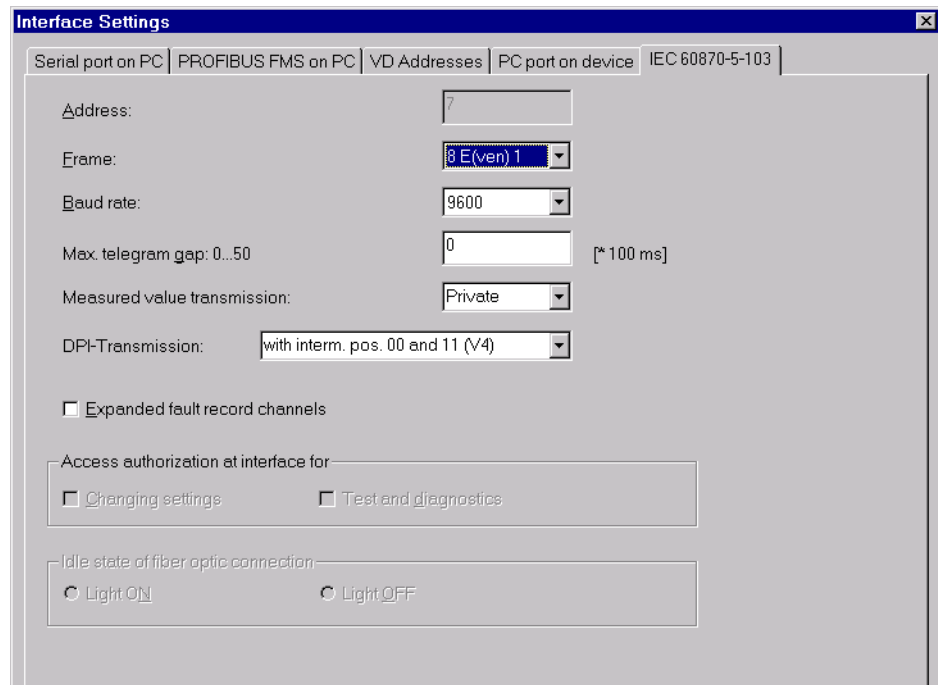 Interface Settings
Serial port on PC PROFIBUS FMS on PC VD Addresses PC port on device IEC 60870-5-103
Address: 7
Frame: 8 E(ven) 1
Baud rate: 9600
Max. telegram gap: 0...50 0 [* 100 ms]
Measured value transmission: Private
DPI-Transmission: with interm. pos. 00 and 11 (V4)
Expanded fault record channels
Access authorization at interface for
Changing settings Test and diagnostics
Idle state of fiber optic connection
Light ON Light OFF